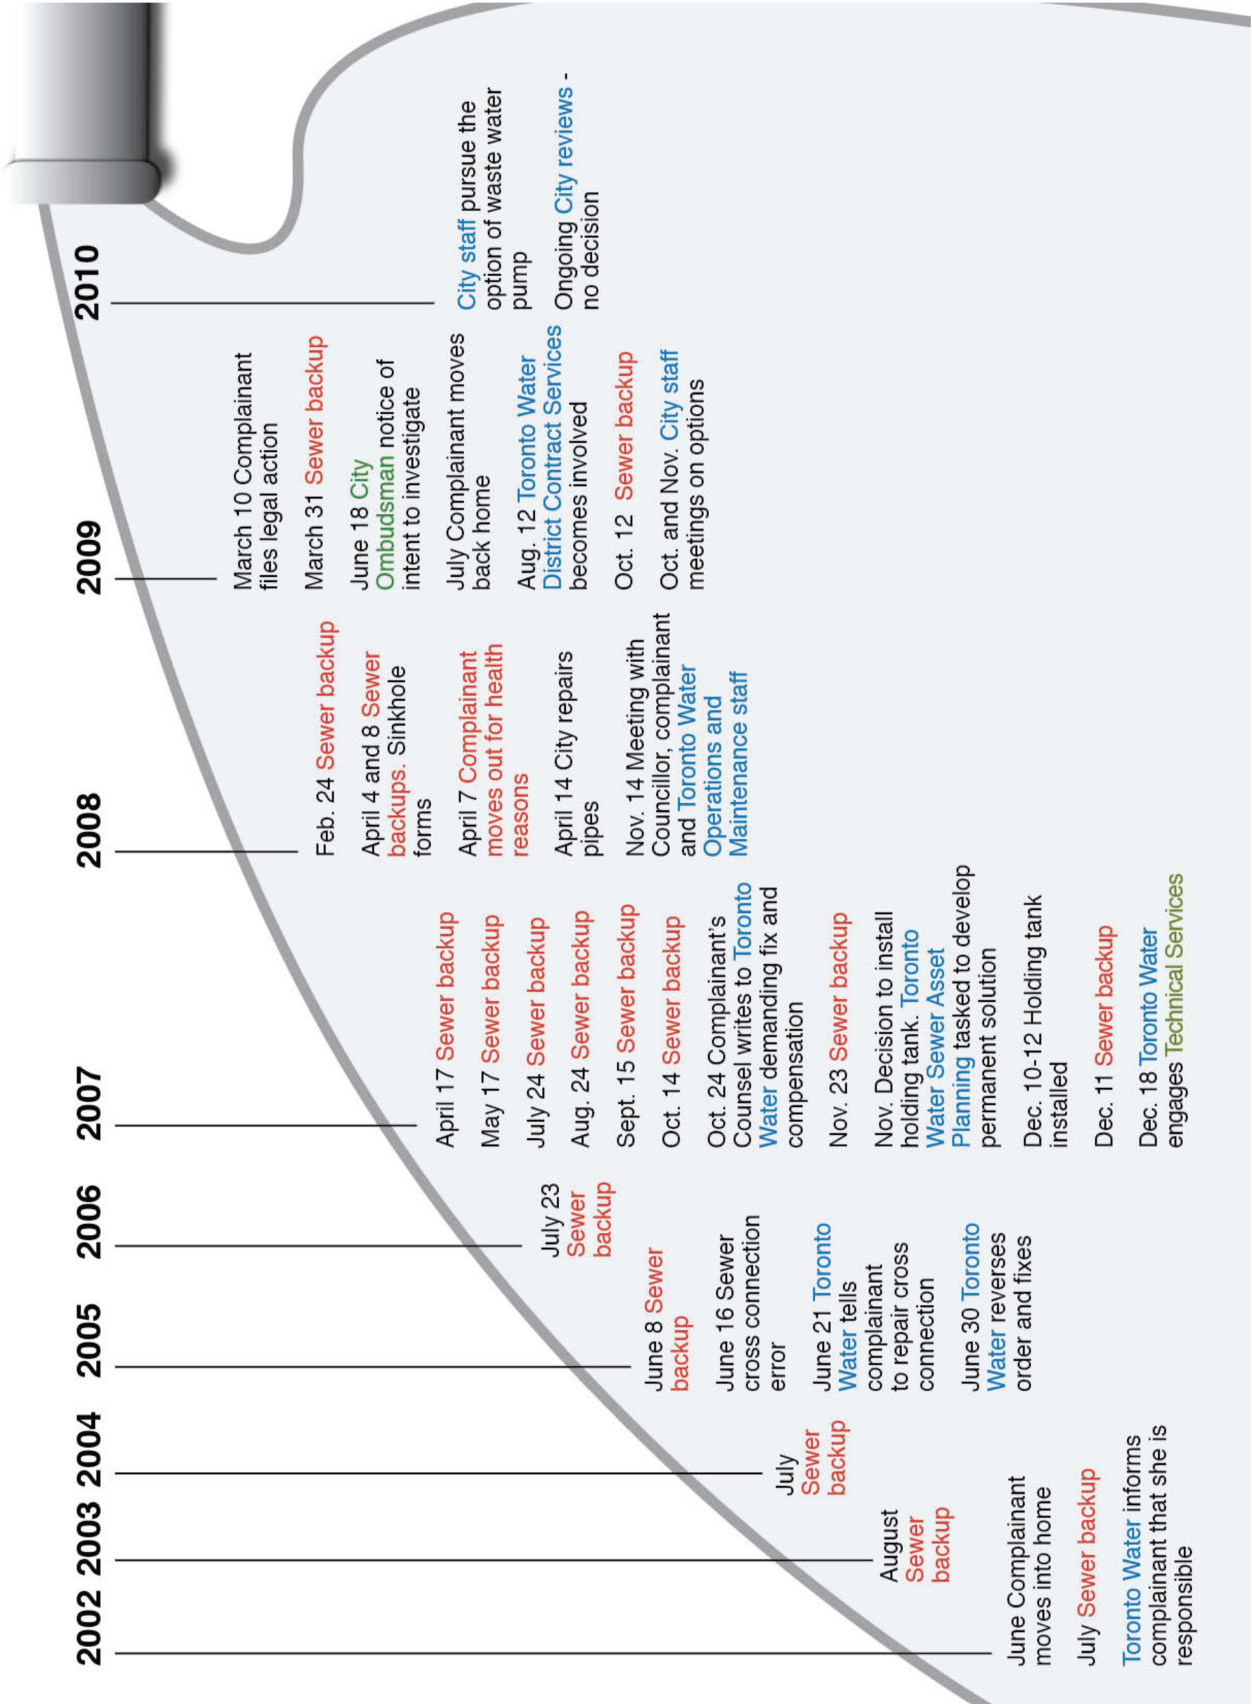 2002
June Complainant
moves into home
July Sewer backup
Toronto Water informs
complainant that she is
responsible
2003
August
Sewer
backup
2004
July
Sewer
backup
2005
June 8 Sewer
backup
June 16 Sewer
cross connection
error
June 21 Toronto
Water tells
complainant
to repair cross
connection
June 30 Toronto
Water reverses
order and fixes
2006
July 23
Sewer
backup
2007
April 17 Sewer backup
May 17 Sewer backup
July 24 Sewer backup
Aug. 24 Sewer backup
Sept. 15 Sewer backup
Oct. 14 Sewer backup
Oct. 24 Complainant's
Counsel writes to Toronto
Water demanding fix and
compensation
Nov. 23 Sewer backup
Nov. Decision to install
holding tank. Toronto
Water Sewer Asset
Planning tasked to develop
permanent solution
Dec. 10-12 Holding tank
installed
Dec. 11 Sewer backup
Dec. 18 Toronto Water
engages Technical Services
2008
Feb. 24 Sewer backup
April 4 and 8 Sewer
backups. Sinkhole
forms
April 7 Complainant
moves out for health
reasons
April 14 City repairs
pipes
Nov. 14 Meeting with
Councillor, complainant
and Toronto Water
Operations and
Maintenance staff
2009
March 10 Complainant
files legal action
March 31 Sewer backup
June 18 City
Ombudsman notice of
intent to investigate
July Complainant moves
back home
Aug. 12 Toronto Water
District Contract Services
becomes involved
Oct. 12 Sewer backup
Oct. and Nov. City staff
meetings on options
2010
City staff pursue the
option of waste water
pump
Ongoing City reviews -
no decision